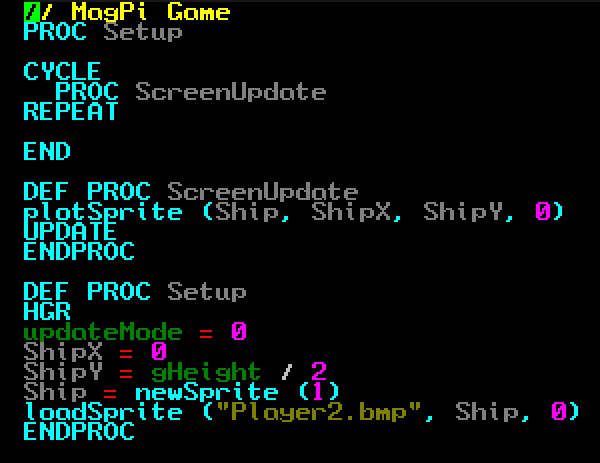 // MagPi Game
PROC Setup
CYCLE
PROC ScreenUpdate
REPEAT
END
DEF PROC ScreenUpdate
plotSprite (Ship, ShipX, ShipY, 0)
UPDATE
ENDPROC
DEF PROC Setup
HGR
updateMode = 0
ShipX = 0
ShipY = gHeight / 2
Ship = newSprite (1)
loadSprite ("Player2.bmp", Ship, 0)
ENDPROC